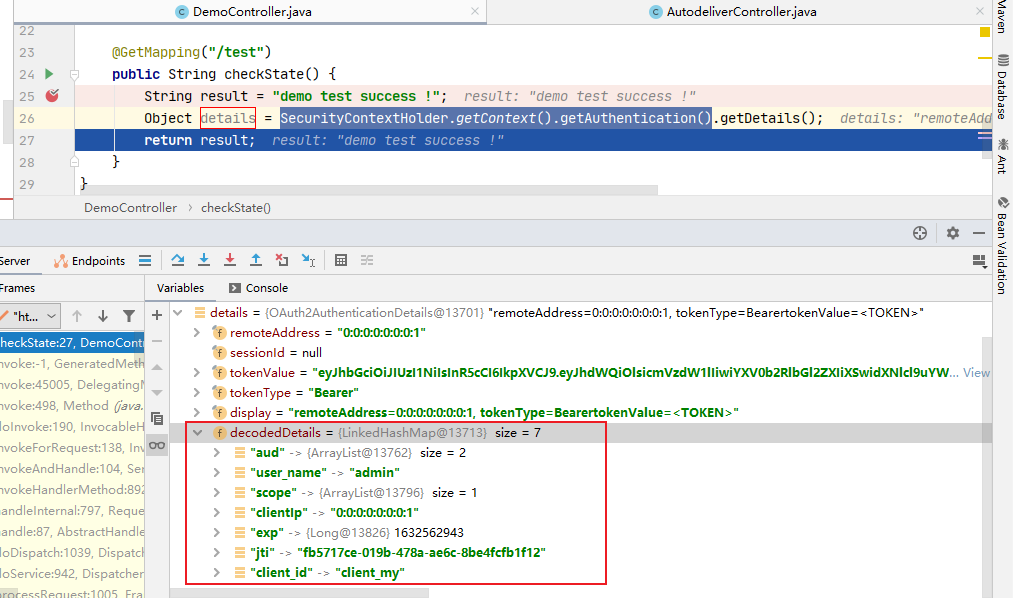 DemoController.java
AutodeliverController.java
Maven
Database
Ant
Bean Validation
22
23 @GetMapping("/test")
24 public String checkState() {
25 String result = "demo test success !"; result: "demo test success !"
26 Object details = SecurityContextHolder.getContext().getAuthentication().getDetails(); details: "remoteAdd
27 return result; result: "demo test success !"
28 }
29 }
DemoController > checkState()
Server
Endpoints
Frames
Variables
Console
"ht...
checkState:27, DemoCont
nvoke:-1, GeneratedMeth
nvoke:45005, DelegatingM
nvoke:498, Method (java.
doInvoke:190, InvocableH
nvokeForRequest:138, Inv
nvokeAndHandle:104, Ser
nvokeHandlerMethod:892
handleInternal:797, Reque
handle:87, AbstractHandle
doDispatch:1039, Dispatch
doService:942, Dispatcher
processRequest:1005, Fra
details = {OAuth2AuthenticationDetails@13701} "remoteAddress=0:0:0:0:0:0:0:1, tokenType=BearertokenValue=<TOKEN>"
remoteAddress = "0:0:0:0:0:0:0:1"
sessionId = null
tokenValue = "eyJhbGciOiJIUzI1NiIsInR5cCI6IkpXVCJ9.eyJhdWQiOlsicmVzdW1lIiwiYXV0b2RlbGl2ZXIiXSwidXNlcl9uYW... View
tokenType = "Bearer"
display = "remoteAddress=0:0:0:0:0:0:0:1, tokenType=BearertokenValue=<TOKEN>"
decodedDetails = {LinkedHashMap@13713} size = 7
"aud" -> {ArrayList@13762} size = 2
"user_name" -> "admin"
"scope" -> {ArrayList@13796} size = 1
"clientIp" -> "0:0:0:0:0:0:0:1"
"exp" -> {Long@13826} 1632562943
"jti" -> "fb5717ce-019b-478a-ae6c-8be4fcfb1f12"
"client_id" -> "client_my"